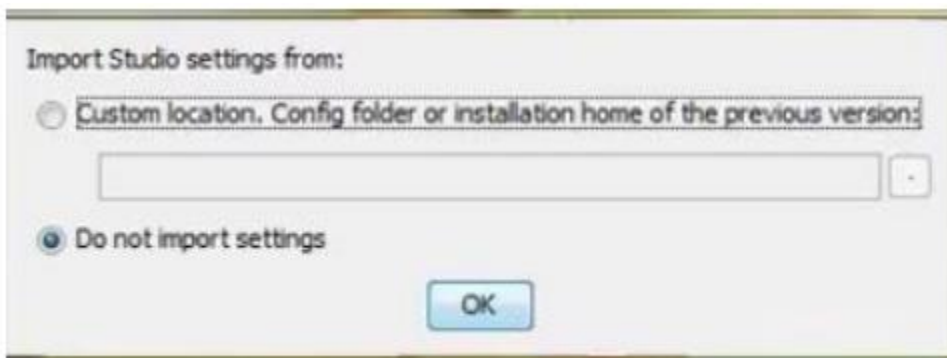 Import Studio settings from:
Custom location. Config folder or installation home of the previous version:
Do not import settings
OK